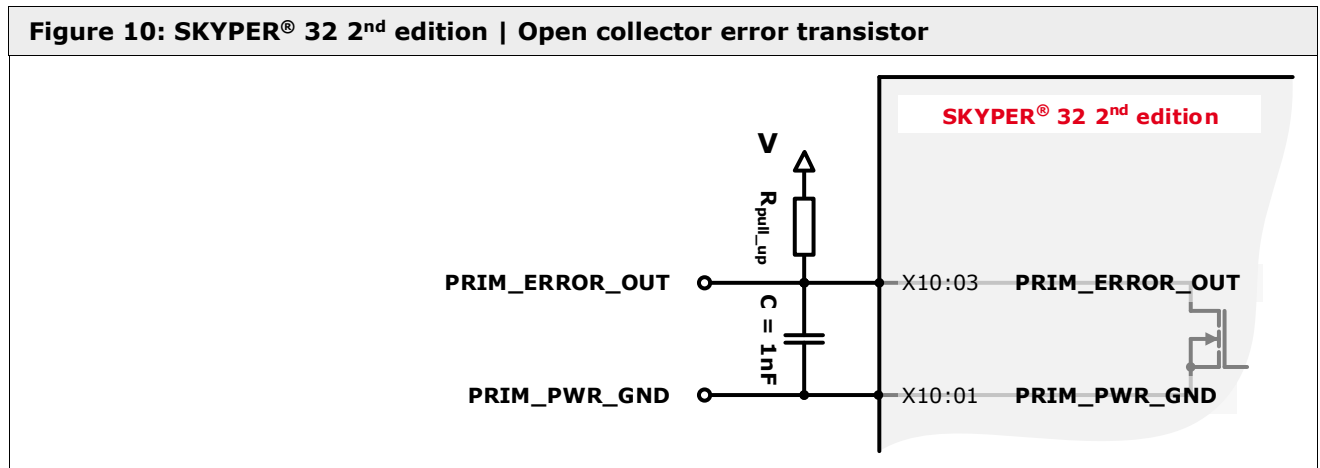 Figure 10: SKYPER® 32 2nd edition | Open collector error transistor
SKYPER® 32 2nd edition
V
Rpull_up
PRIM_ERROR_OUT
X10:03 PRIM_ERROR_OUT
C = 1nF
PRIM_PWR_GND
X10:01 PRIM_PWR_GND